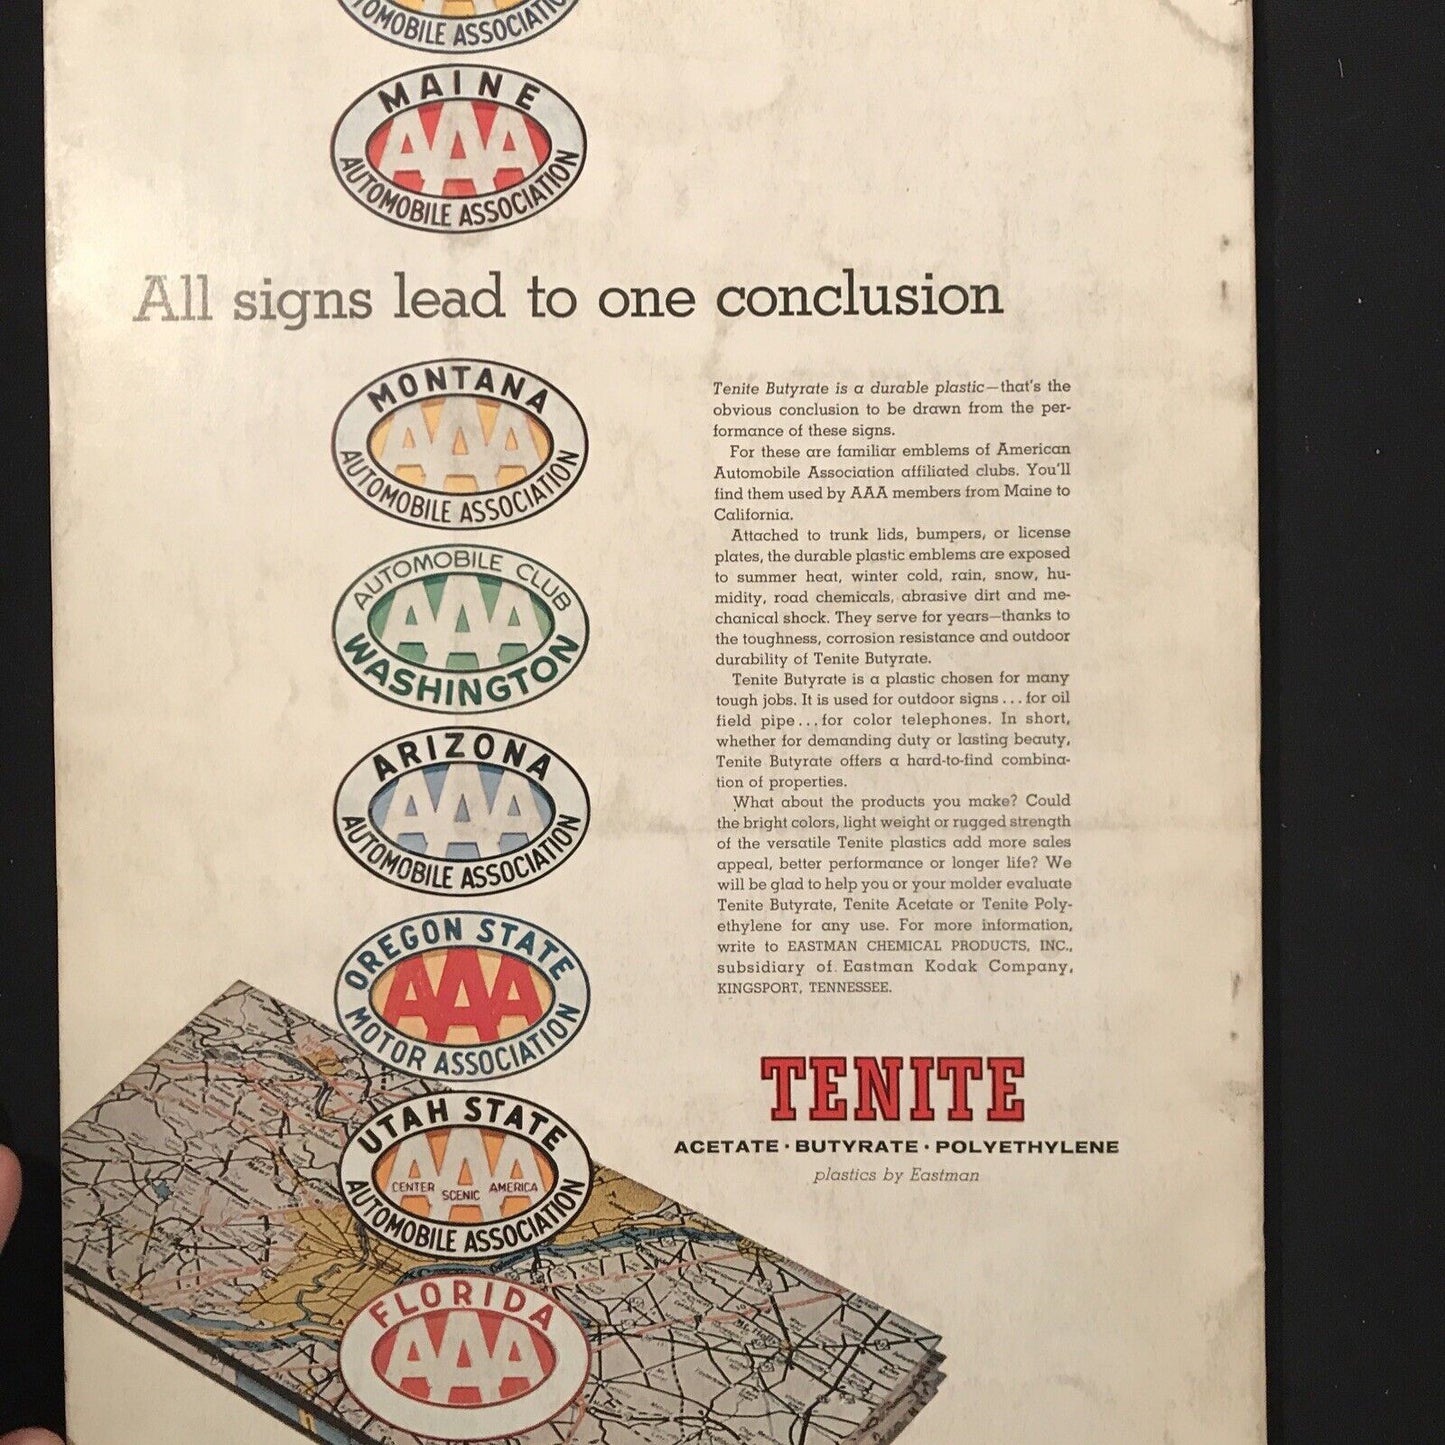 AUTOMOBILE ASSOCIATION
MAINE
AAA
AUTOMOBILE ASSOCIATION
All signs lead to one conclusion
MONTANA
AAA
AUTOMOBILE ASSOCIATION
AUTOMOBILE CLUB
AAA
WASHINGTON
ARIZONA
AAA
AUTOMOBILE ASSOCIATION
OREGON STATE
AAA
MOTOR ASSOCIATION
UTAH STATE
AAA
CENTER SCENIC AMERICA
AUTOMOBILE ASSOCIATION
FLORIDA
AAA
Tenite Butyrate is a durable plastic—that's the
obvious conclusion to be drawn from the per-
formance of these signs.
For these are familiar emblems of American
Automobile Association affiliated clubs. You'll
find them used by AAA members from Maine to
California.
Attached to trunk lids, bumpers, or license
plates, the durable plastic emblems are exposed
to summer heat, winter cold, rain, snow, hu-
midity, road chemicals, abrasive dirt and me-
chanical shock. They serve for years—thanks to
the toughness, corrosion resistance and outdoor
durability of Tenite Butyrate.
Tenite Butyrate is a plastic chosen for many
tough jobs. It is used for outdoor signs...for oil
field pipe...for color telephones. In short,
whether for demanding duty or lasting beauty,
Tenite Butyrate offers a hard-to-find combina-
tion of properties.
What about the products you make? Could
the bright colors, light weight or rugged strength
of the versatile Tenite plastics add more sales
appeal, better performance or longer life? We
will be glad to help you or your molder evaluate
Tenite Butyrate, Tenite Acetate or Tenite Poly-
ethylene for any use. For more information,
write to EASTMAN CHEMICAL PRODUCTS, INC.,
subsidiary of Eastman Kodak Company,
KINGSPORT, TENNESSEE.
TENITE
ACETATE · BUTYRATE · POLYETHYLENE
plastics by Eastman